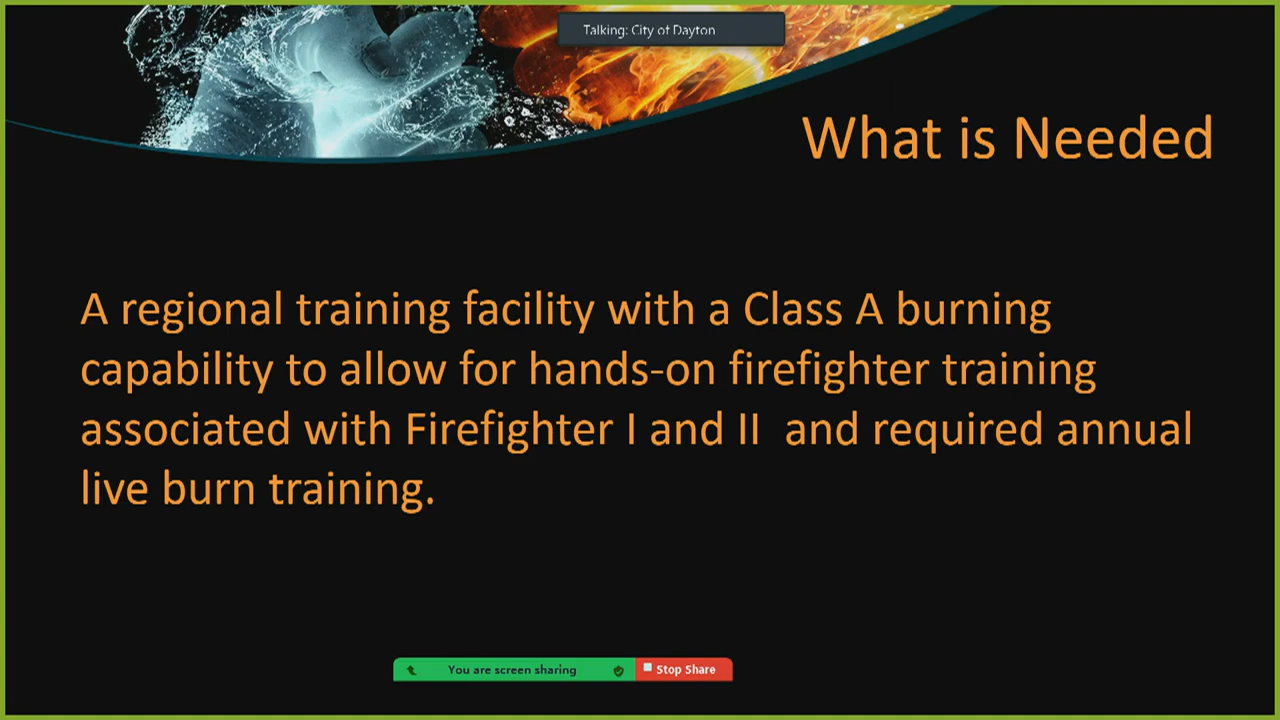 Talking: City of Dayton
What is Needed
A regional training facility with a Class A burning
capability to allow for hands-on firefighter training
associated with Firefighter I and II  and required annual
live burn training.
You are screen sharing
Stop Share